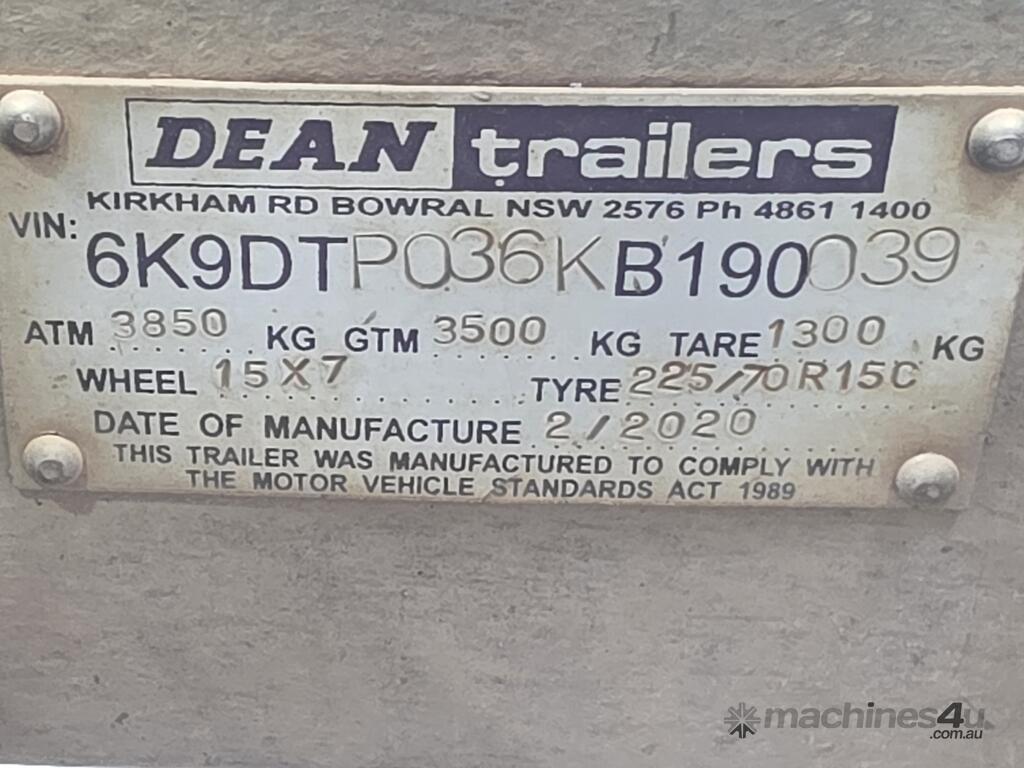 DEAN trailers
KIRKHAM RD BOWRAL NSW 2576 Ph 4861 1400
VIN: 6K9DTP036KB190039
ATM 3850 KG GTM 3500 KG TARE 1300 KG
WHEEL 15X7 TYRE 225/70R15C
DATE OF MANUFACTURE 2/2020
THIS TRAILER WAS MANUFACTURED TO COMPLY WITH
THE MOTOR VEHICLE STANDARDS ACT 1989
machines4u
.com.au